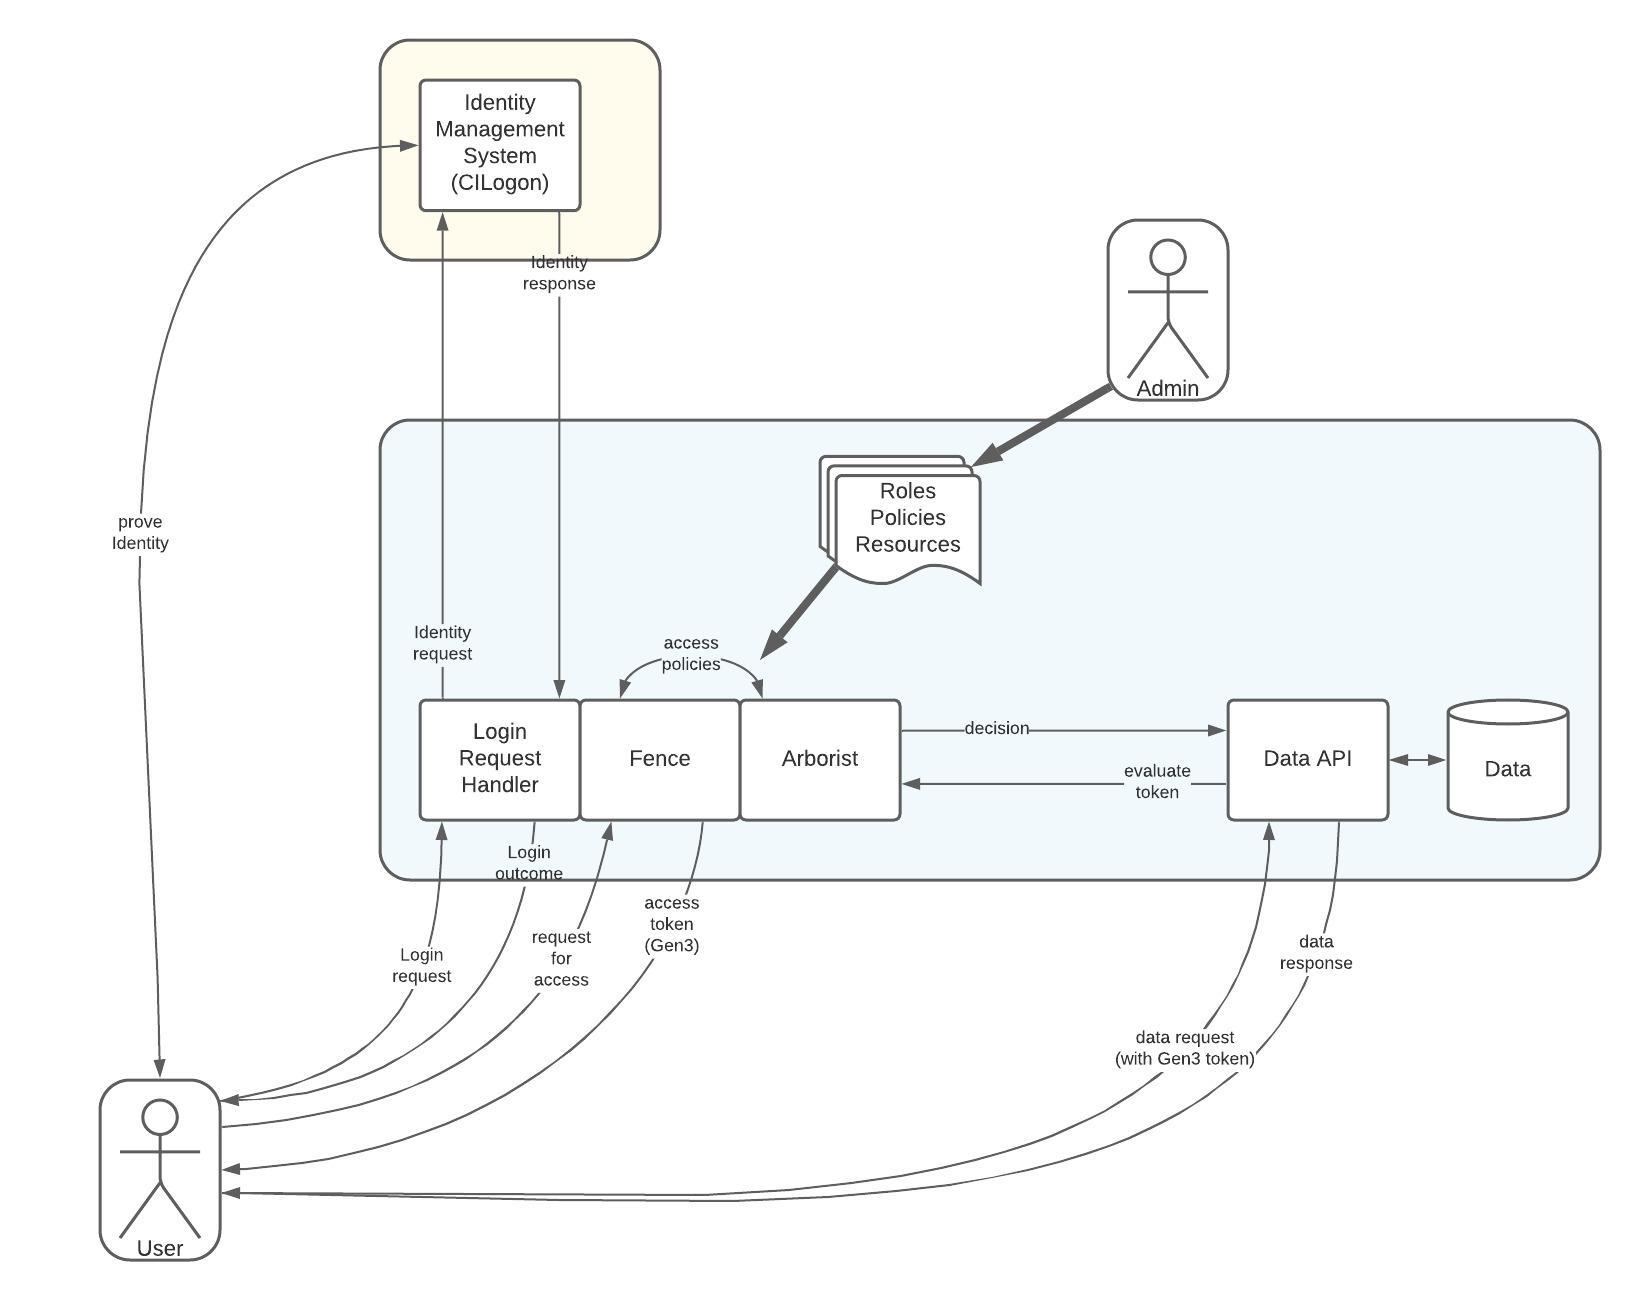 Identity
Management
System
(CILogon)
Identity
response
Admin
Roles
Policies
Resources
prove
Identity
Identity
request
access
policies
Login
Request
Handler
Fence
Arborist
decision
evaluate
token
Data API
Data
Login
outcome
access
token
(Gen3)
request
for
access
Login
request
data
response
data request
(with Gen3 token)
User